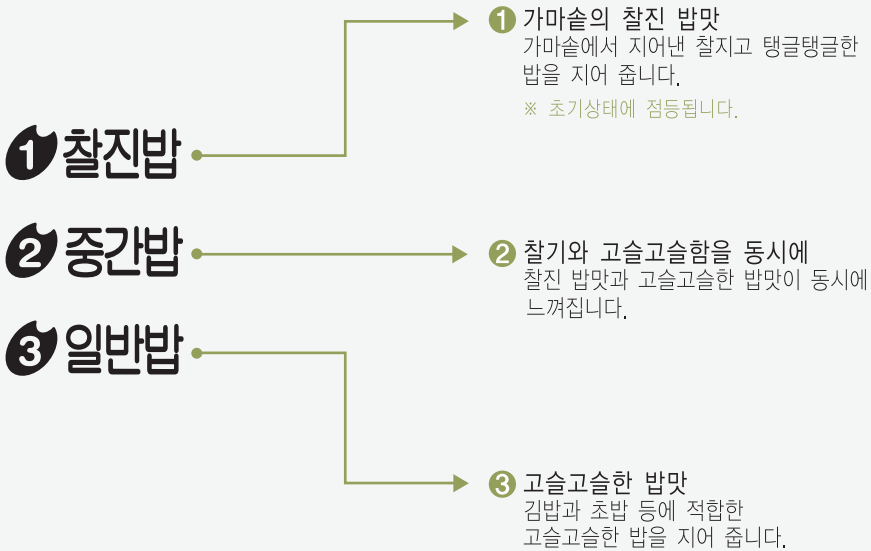 1 찰진밥
2 중간밥
3 일반밥
1 가마솥의 찰진 밥맛
가마솥에서 지어낸 찰지고 탱글탱글한
밥을 지어 줍니다.
※ 초기상태에 점등됩니다.
2 찰기와 고슬고슬함을 동시에
찰진 밥맛과 고슬고슬한 밥맛이 동시에
느껴집니다.
3 고슬고슬한 밥맛
김밥과 초밥 등에 적합한
고슬고슬한 밥을 지어 줍니다.